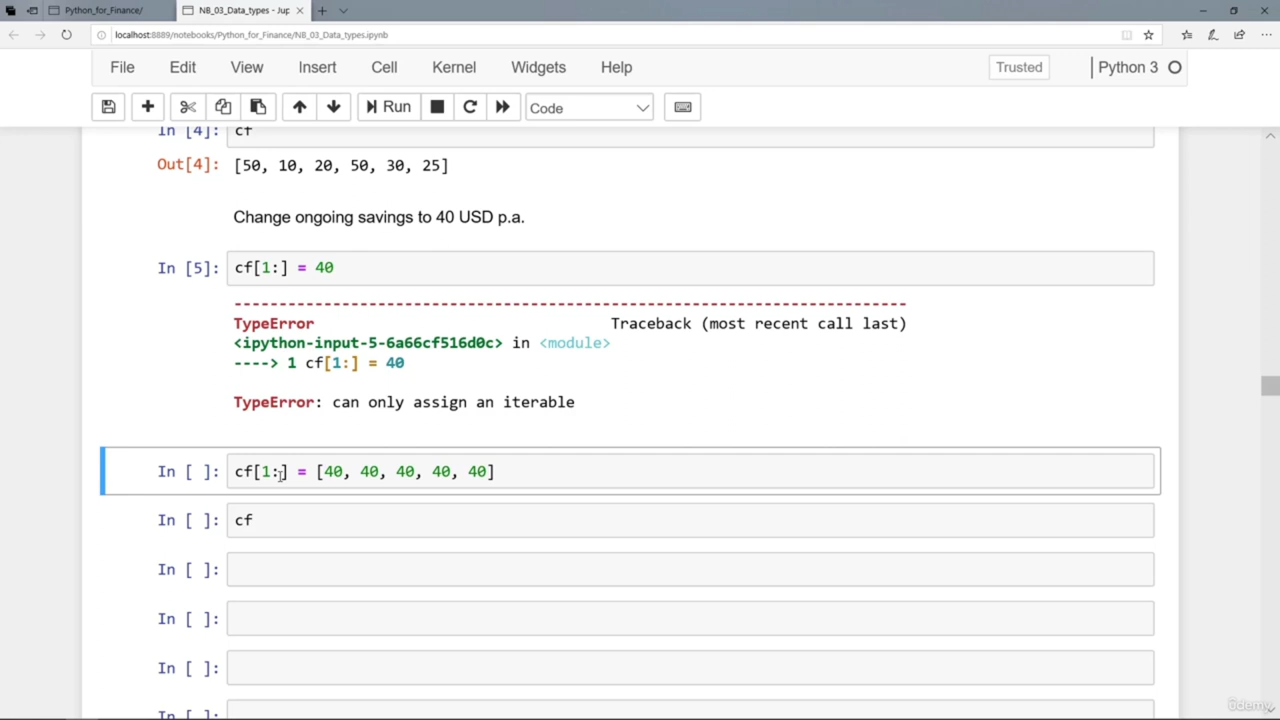 Python_for_Finance/
NB_03_Data_types - Jup
localhost:8889/notebooks/Python_for_Finance/NB_03_Data_types.ipynb
File Edit View Insert Cell Kernel Widgets Help Trusted Python 3
Run Code
In [4]: cf
Out[4]: [50, 10, 20, 50, 30, 25]
Change ongoing savings to 40 USD p.a.
In [5]: cf[1:] = 40
---------------------------------------------------------------------------
TypeError Traceback (most recent call last)
<ipython-input-5-6a66cf516d0c> in <module>
----> 1 cf[1:] = 40
TypeError: can only assign an iterable
In [ ]: cf[1:] = [40, 40, 40, 40, 40]
In [ ]: cf
In [ ]:
In [ ]:
In [ ]:
In [ ]:
ûdemy